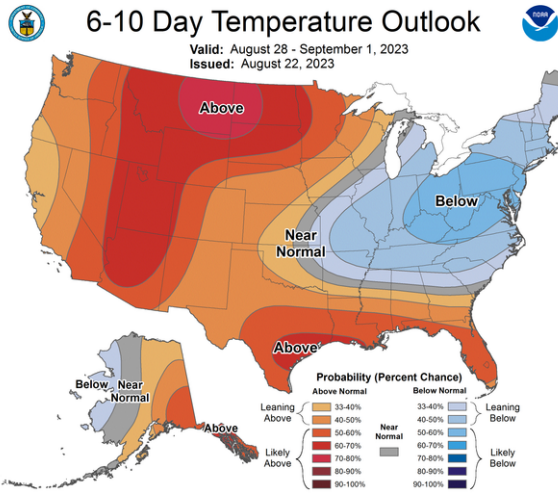 6-10 Day Temperature Outlook
NOAA
Valid: August 28 - September 1, 2023
Issued: August 22, 2023
Above
Below
Near
Normal
Above
Below
Near
Normal
Above
Probability (Percent Chance)
Above Normal
Below Normal
Leaning
Above
33-40%
40-50%
Likely
Above
50-60%
60-70%
70-80%
80-90%
90-100%
Near
Normal
33-40%
40-50%
Leaning
Below
50-60%
60-70%
70-80%
80-90%
90-100%
Likely
Below